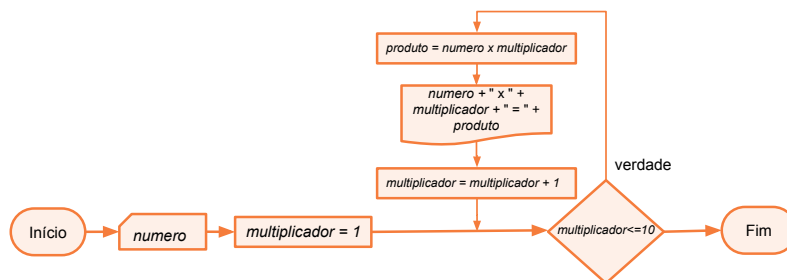 produto = numero x multiplicador
numero + " x " +
multiplicador + " = " +
produto
multiplicador = multiplicador + 1
verdade
Início
numero
multiplicador = 1
multiplicador<=10
Fim